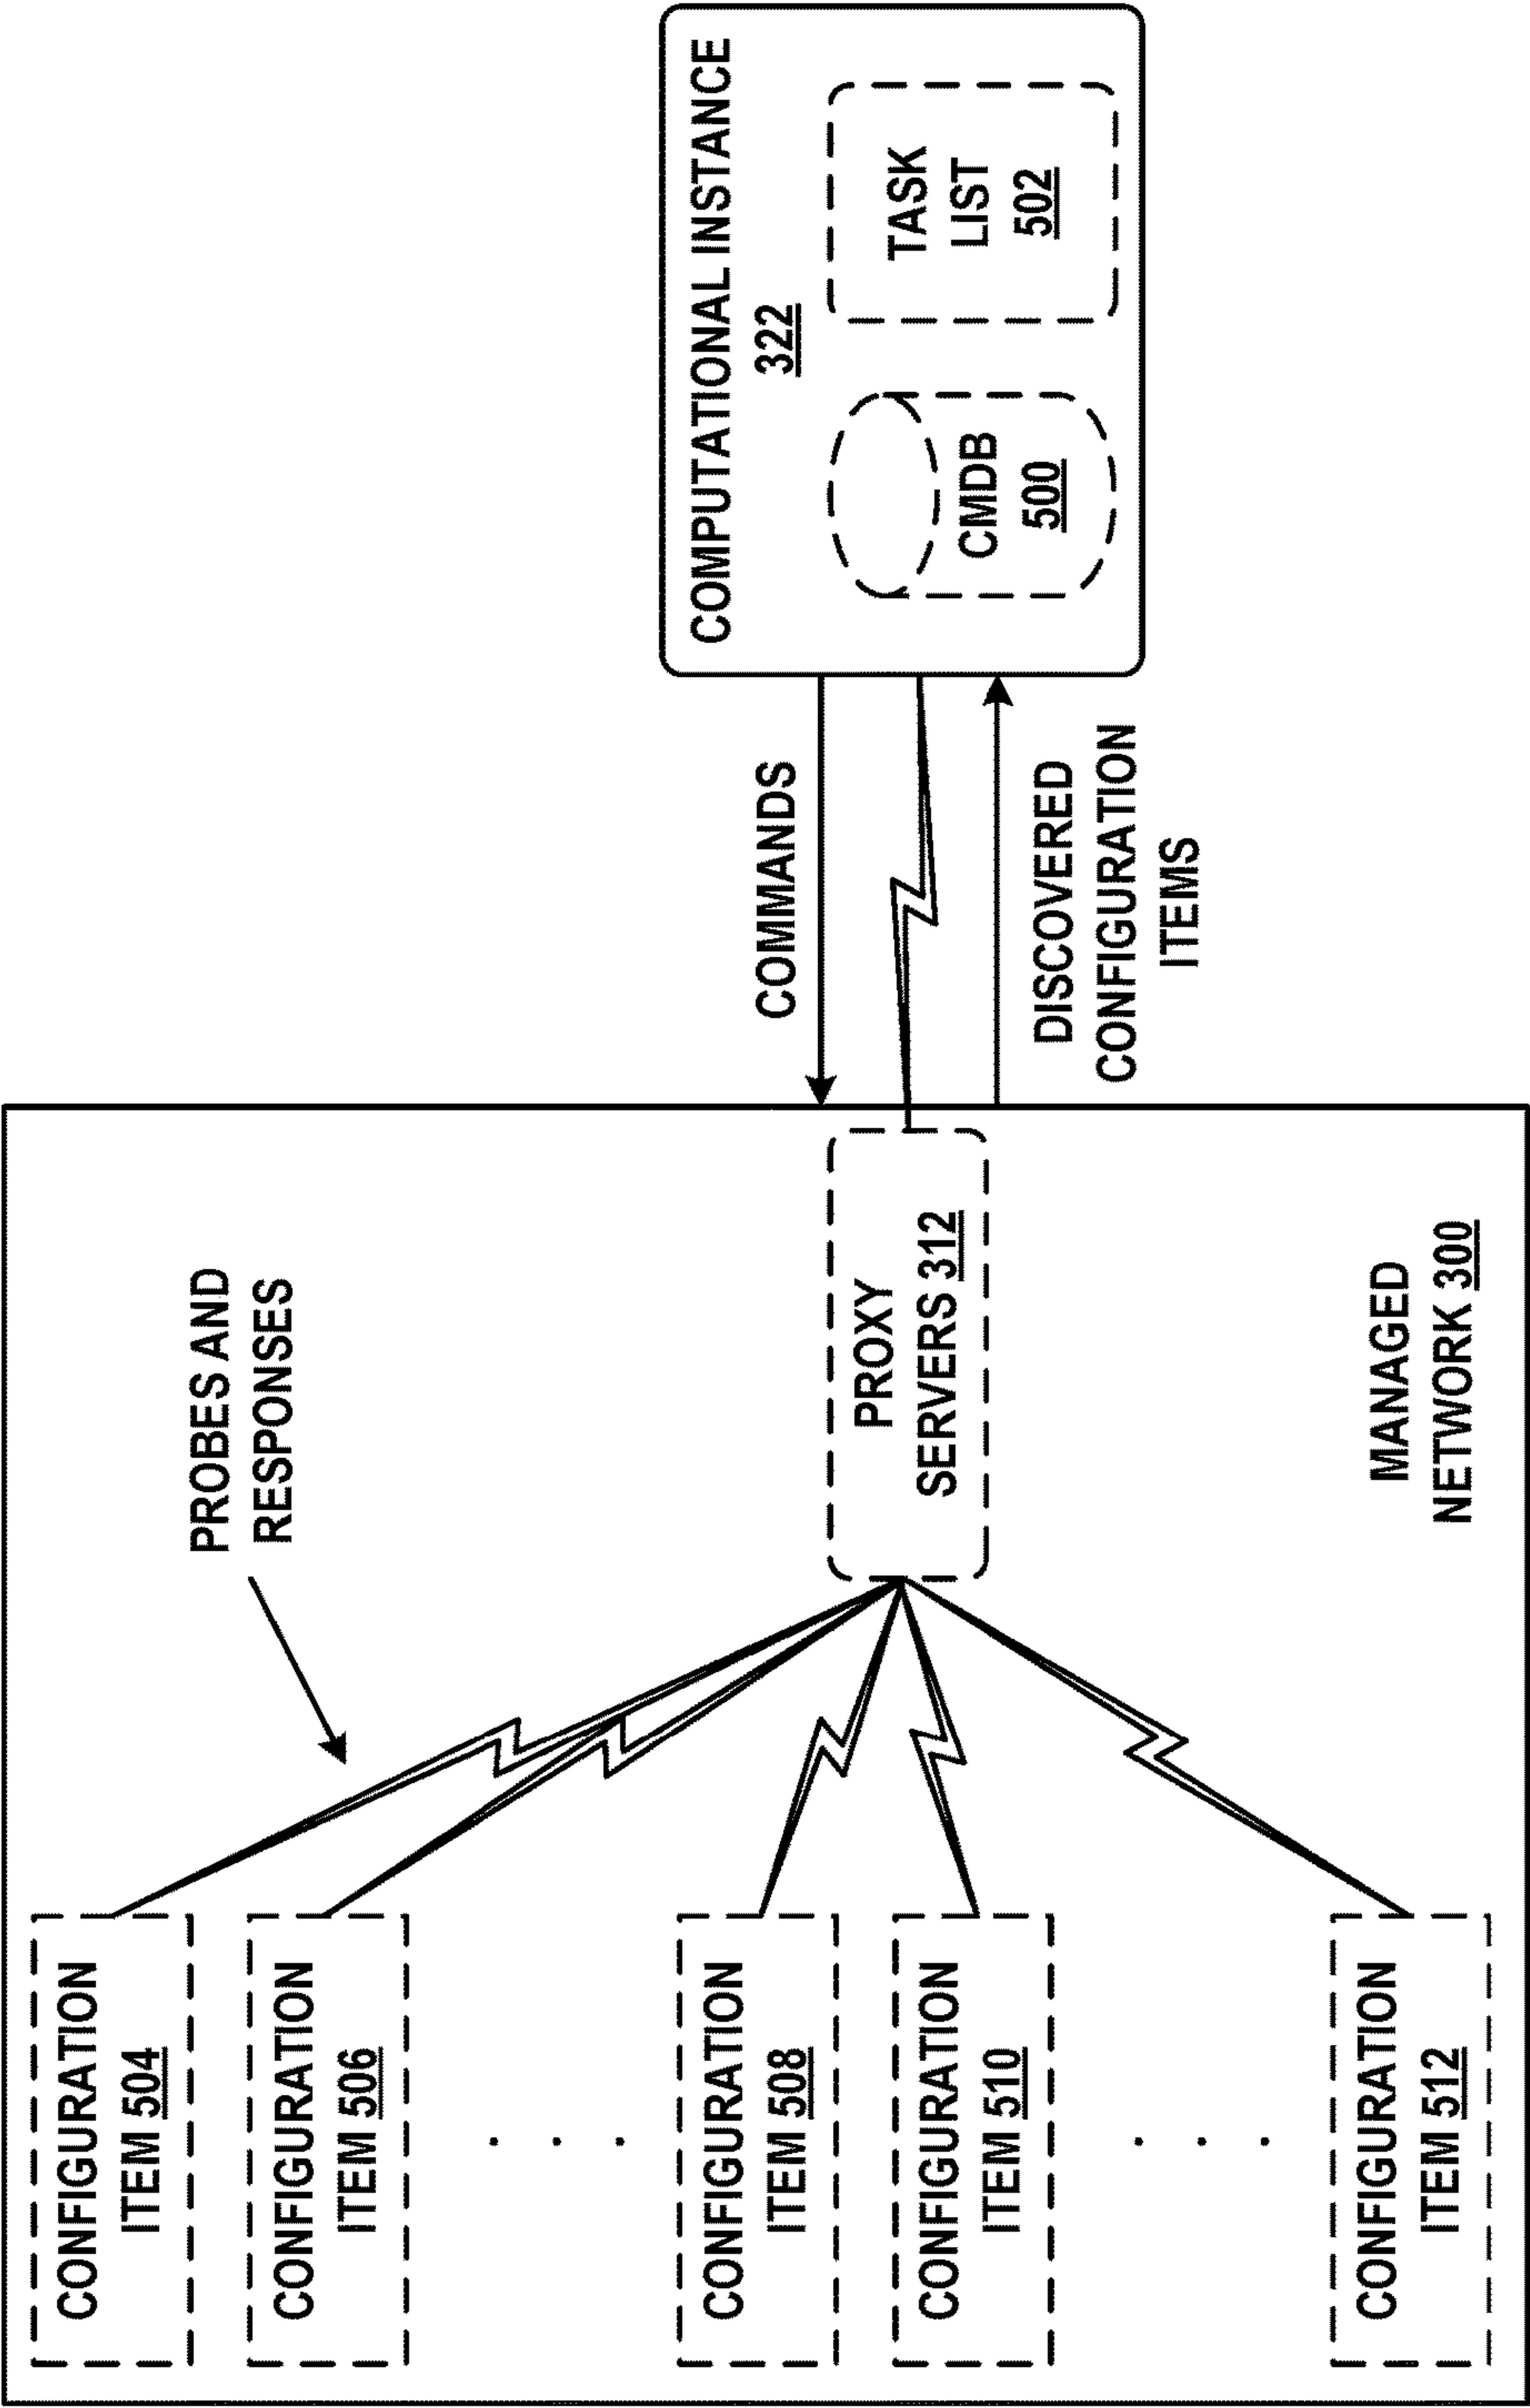 CONFIGURATION
ITEM 504
CONFIGURATION
ITEM 506
. . .
CONFIGURATION
ITEM 508
CONFIGURATION
ITEM 510
. . .
CONFIGURATION
ITEM 512
PROBES AND
RESPONSES
PROXY
SERVERS 312
MANAGED
NETWORK 300
COMMANDS
DISCOVERED
CONFIGURATION
ITEMS
COMPUTATIONAL INSTANCE
322
CMDB
500
TASK
LIST
502